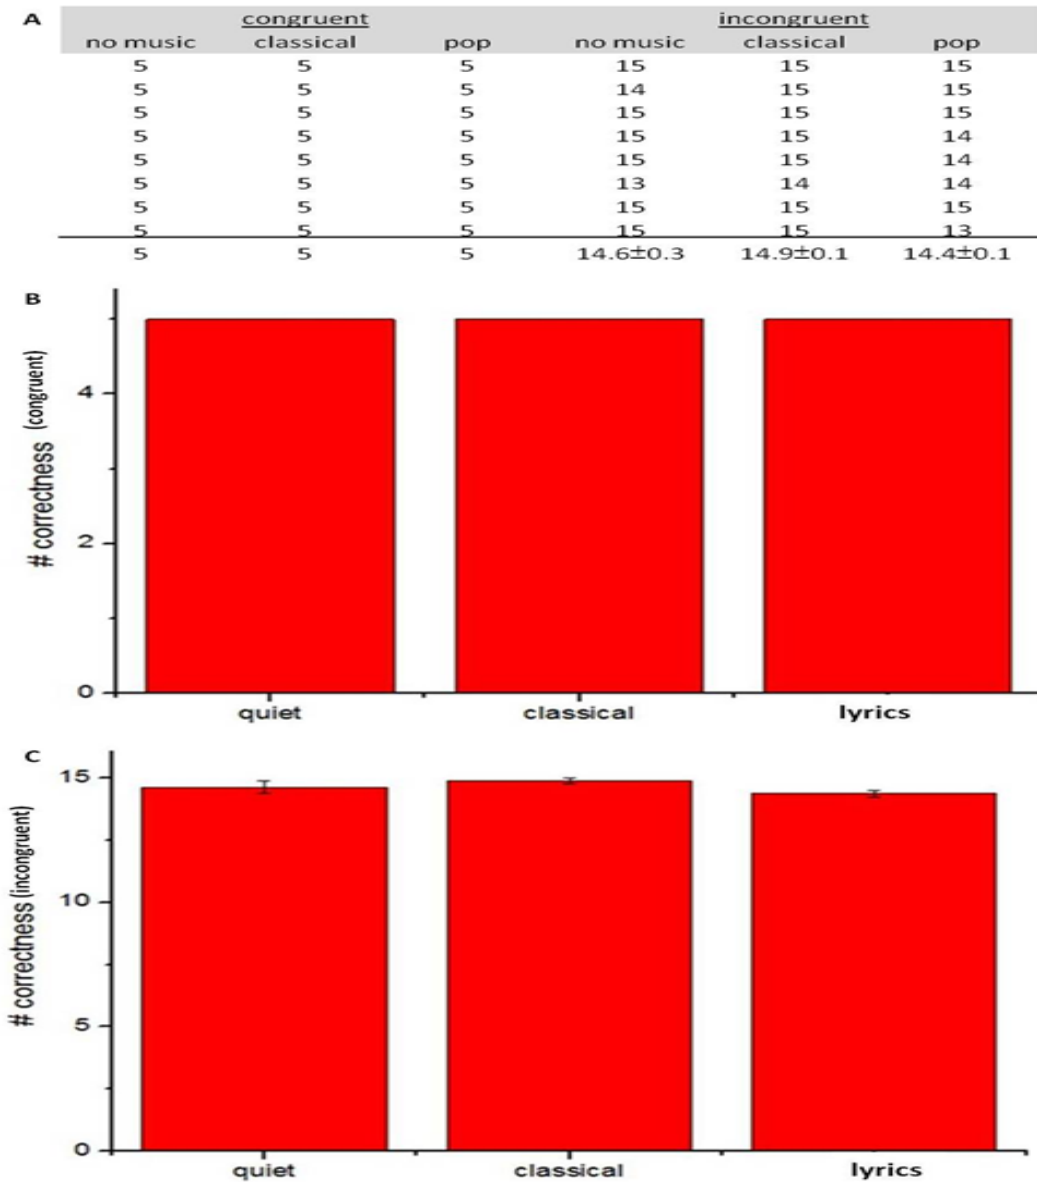 A congruent incongruent
no music classical pop no music classical pop
5 5 5 15 15 15
5 5 5 14 15 15
5 5 5 15 15 15
5 5 5 15 15 14
5 5 5 15 15 14
5 5 5 13 14 14
5 5 5 15 15 15
5 5 5 15 15 13
5 5 5 14.6±0.3 14.9±0.1 14.4±0.1
B
# correctness (congruent)
4
2
0
quiet classical lyrics
C
# correctness (incongruent)
15
10
5
0
quiet classical lyrics